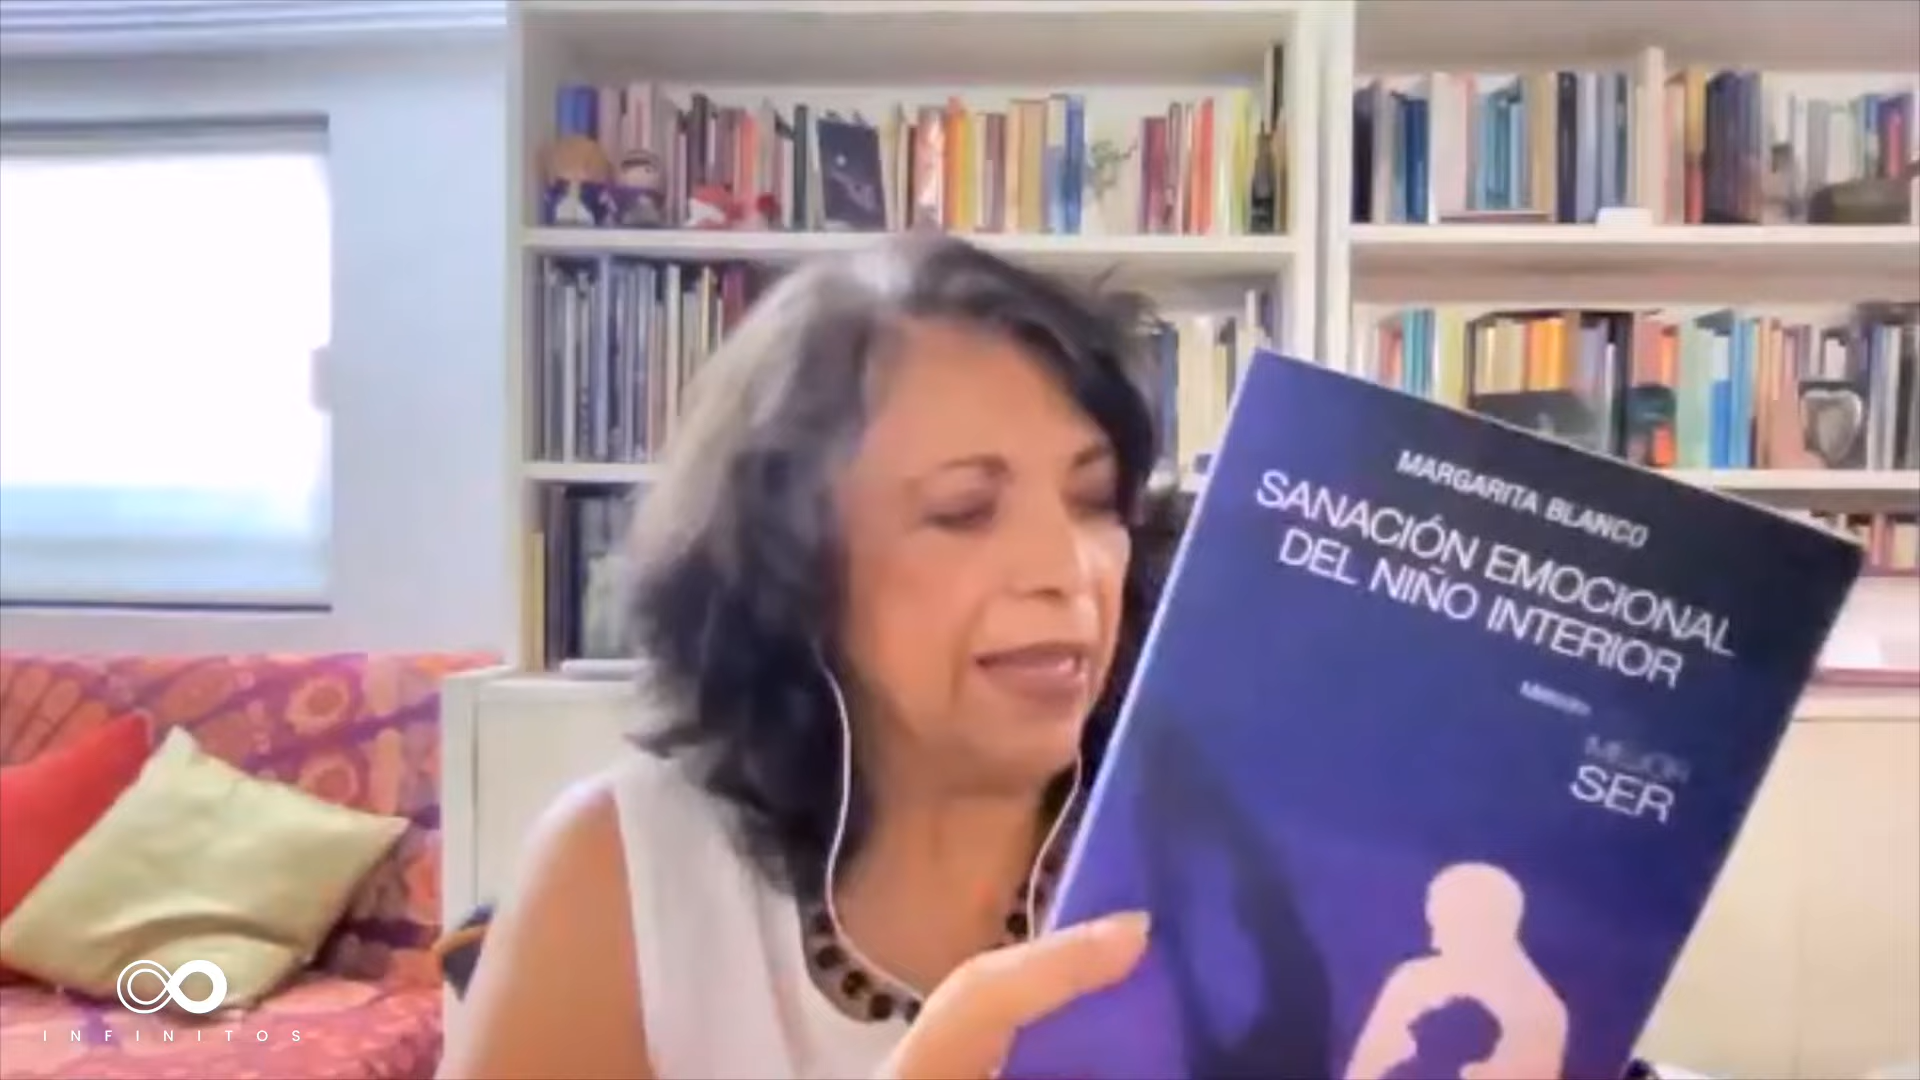 MARGARITA BLANCO
SANACIÓN EMOCIONAL
DEL NIÑO INTERIOR
SER
INFINITOS